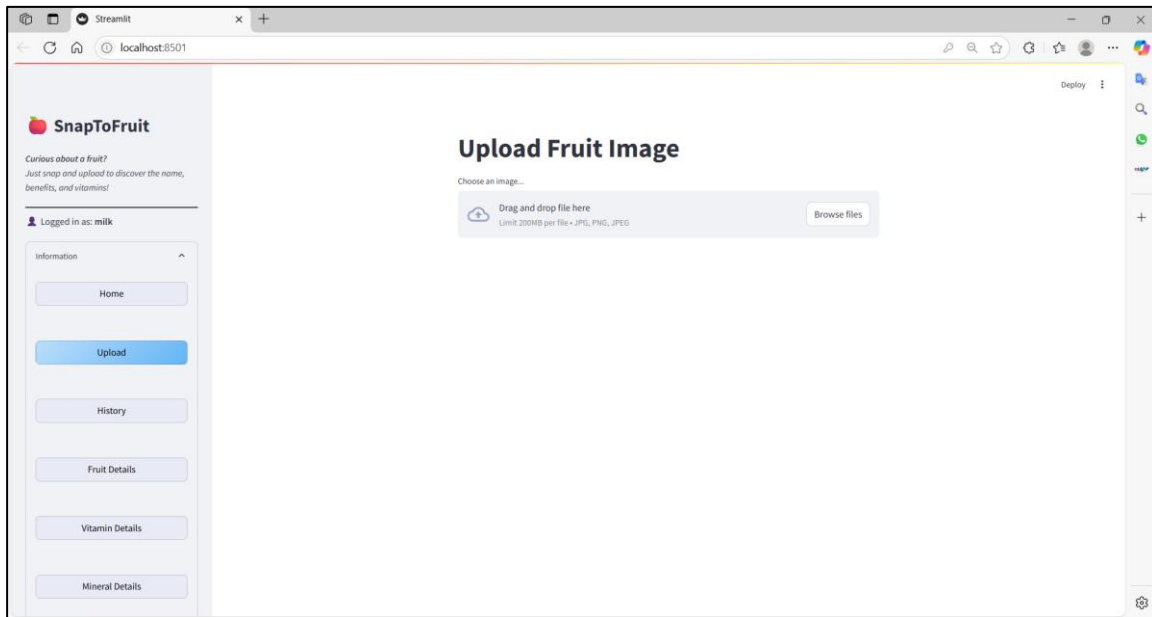 Streamlit
localhost:8501
Deploy
SnapToFruit
Curious about a fruit?
Just snap and upload to discover the name,
benefits, and vitamins!
Logged in as: milk
Information
Home
Upload
History
Fruit Details
Vitamin Details
Mineral Details
Upload Fruit Image
Choose an image...
Drag and drop file here
Limit 200MB per file • JPG, PNG, JPEG
Browse files